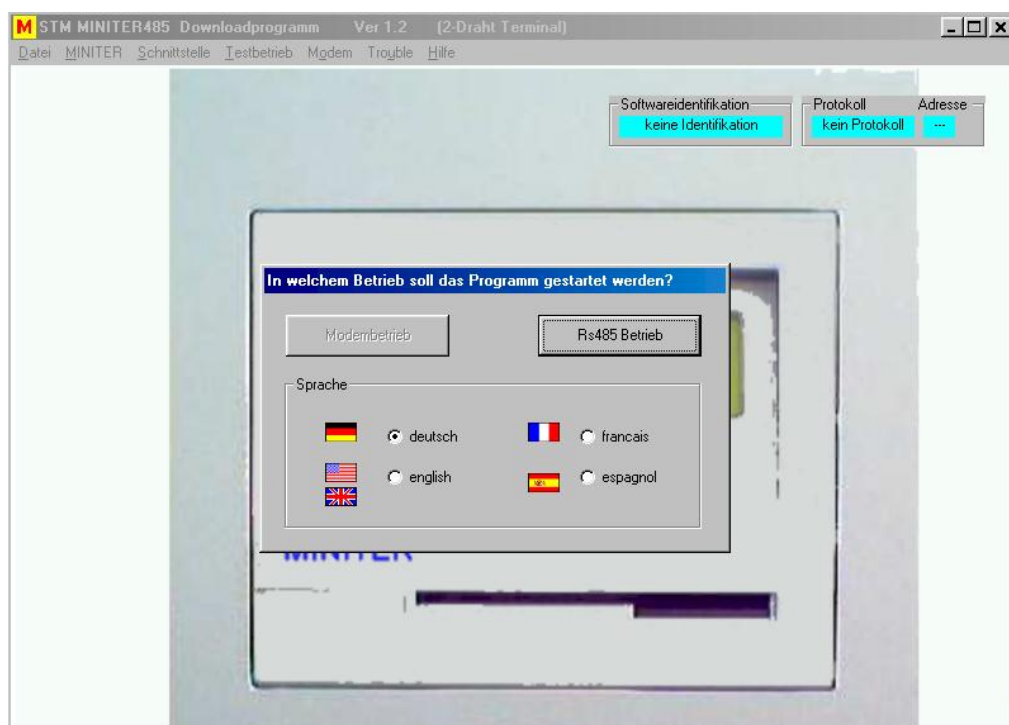 M STM MINITER485 Downloadprogramm Ver 1.2 (2-Draht Terminal)
Datei MINITER Schnittstelle Testbetrieb Modem Trouble Hilfe
Softwareidentifikation Protokoll Adresse
keine Identifikation kein Protokoll ---
In welchem Betrieb soll das Programm gestartet werden?
Modembetrieb Rs485 Betrieb
Sprache
deutsch francais
english espagnol
MINITER